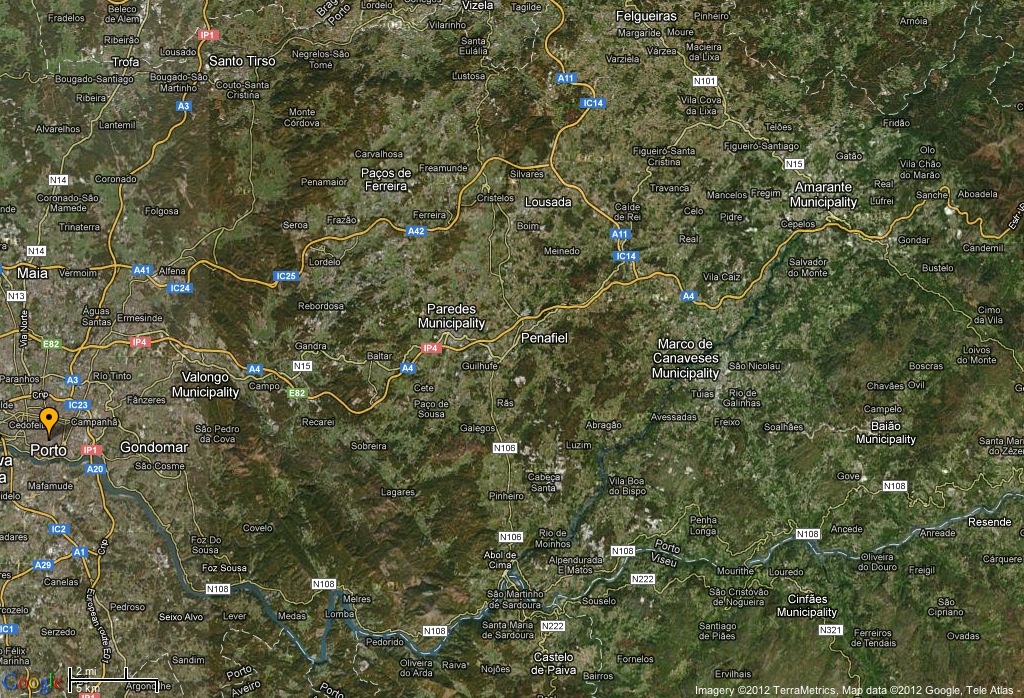 Fradelos
Beleco
de Alem
Braga
Porto
Lordelo
Vizela
Tagilde
Felgueiras
Pinheiro
Arnóia
IP1
Ribeirão
Lousado
Trofa
Santo Tirso
Negrelos-São
Tomé
Vilarinho
Santa
Eulália
Margaride
Moure
Várzea
Varziela
Macieira
da Lixa
Bougado-Santiago
Bougado-São
Martinho
Couto-Santa
Cristina
Lustosa
A11
N101
Ribeira
A3
Monte
Córdova
IC14
Vila Cova
da Lixa
Alvarelhos
Lantemil
Telões
Fridão
Carvalhosa
Freamunde
Figueiró-Santa
Cristina
Figueiró-Santiago
Gatão
Olo
Vila Chão
do Marão
N14
Coronado
Penamaior
Paços de
Ferreira
Silvares
Travanca
N15
Amarante
Municipality
Real
Lufrei
Sanche
Aboadela
Coronado-São
Mamede
Folgosa
Cristelos
Lousada
Mancelos
Fregim
Trinaterra
Seroa
Frazão
Ferreira
Boim
Caíde
de Rei
Celo
Pidre
Cepelos
A42
A11
Real
Gondar
Candemil
N14
Meinedo
IC14
Maia
Vermoim
A41
Alfena
IC24
IC25
Lordelo
Vila Caiz
Salvador
do Monte
Bustelo
N13
Via Norte
Águas
Santas
Ermesinde
Rebordosa
Paredes
Municipality
A4
Cimo
da Vila
E82
IP4
Gandra
N15
Baltar
IP4
Penafiel
Marco de
Canaveses
Municipality
Loivos
do Monte
Paranhos
A3
Rio Tinto
Valongo
Municipality
A4
Campo
A4
Guilhufe
São Nicolau
Boscras
Crp
IC23
Fânzeres
E82
Cete
Paço de
Sousa
Rãs
Tuias
Rio de
Galinhas
Chavães
Ovil
Cedofeita
Campanhã
São Pedro
da Cova
Recarei
Galegos
Abragão
Avessadas
Freixo
Soalhães
Campelo
Baião
Municipality
Porto
IP1
Gondomar
Sobreira
N106
Luzim
A20
São Cosme
Mafamude
Lagares
Cabeça
Santa
Vila Boa
do Bispo
Gove
N108
Pinheiro
Resende
IC2
Covelo
Foz Do
Sousa
N106
Rio de
Moinhos
Penha
Longa
N108
Ancede
Anreade
A1
Crp
A29
Foz Sousa
Abol de
Cima
N108
Porto
Viseu
Alpendurada
E Matos
Oliveira
do Douro
Cárquere
Canelas
N108
N108
N222
Mourithe
Louredo
Freigil
Pedroso
European route E01
Melres
São Martinho
de Sardoura
Souselo
São Cristóvão
de Nogueira
Cinfães
Municipality
São
Cipriano
Seixo Alvo
Lever
Medas
Lomba
IC1
Serzedo
N108
Santa Maria
de Sardoura
N222
Santiago
de Piães
N321
Ferreiros
de Tendais
Ovadas
Pedorido
Sandim
Porto
Aveiro
Oliveira
do Arda
Raiva
Nojões
Castelo
de Paiva
Fornelos
Bairros
Ervilhais
Google
2 mi
5 km
Argoncilhe
Imagery ©2012 TerraMetrics, Map data ©2012 Google, Tele Atlas